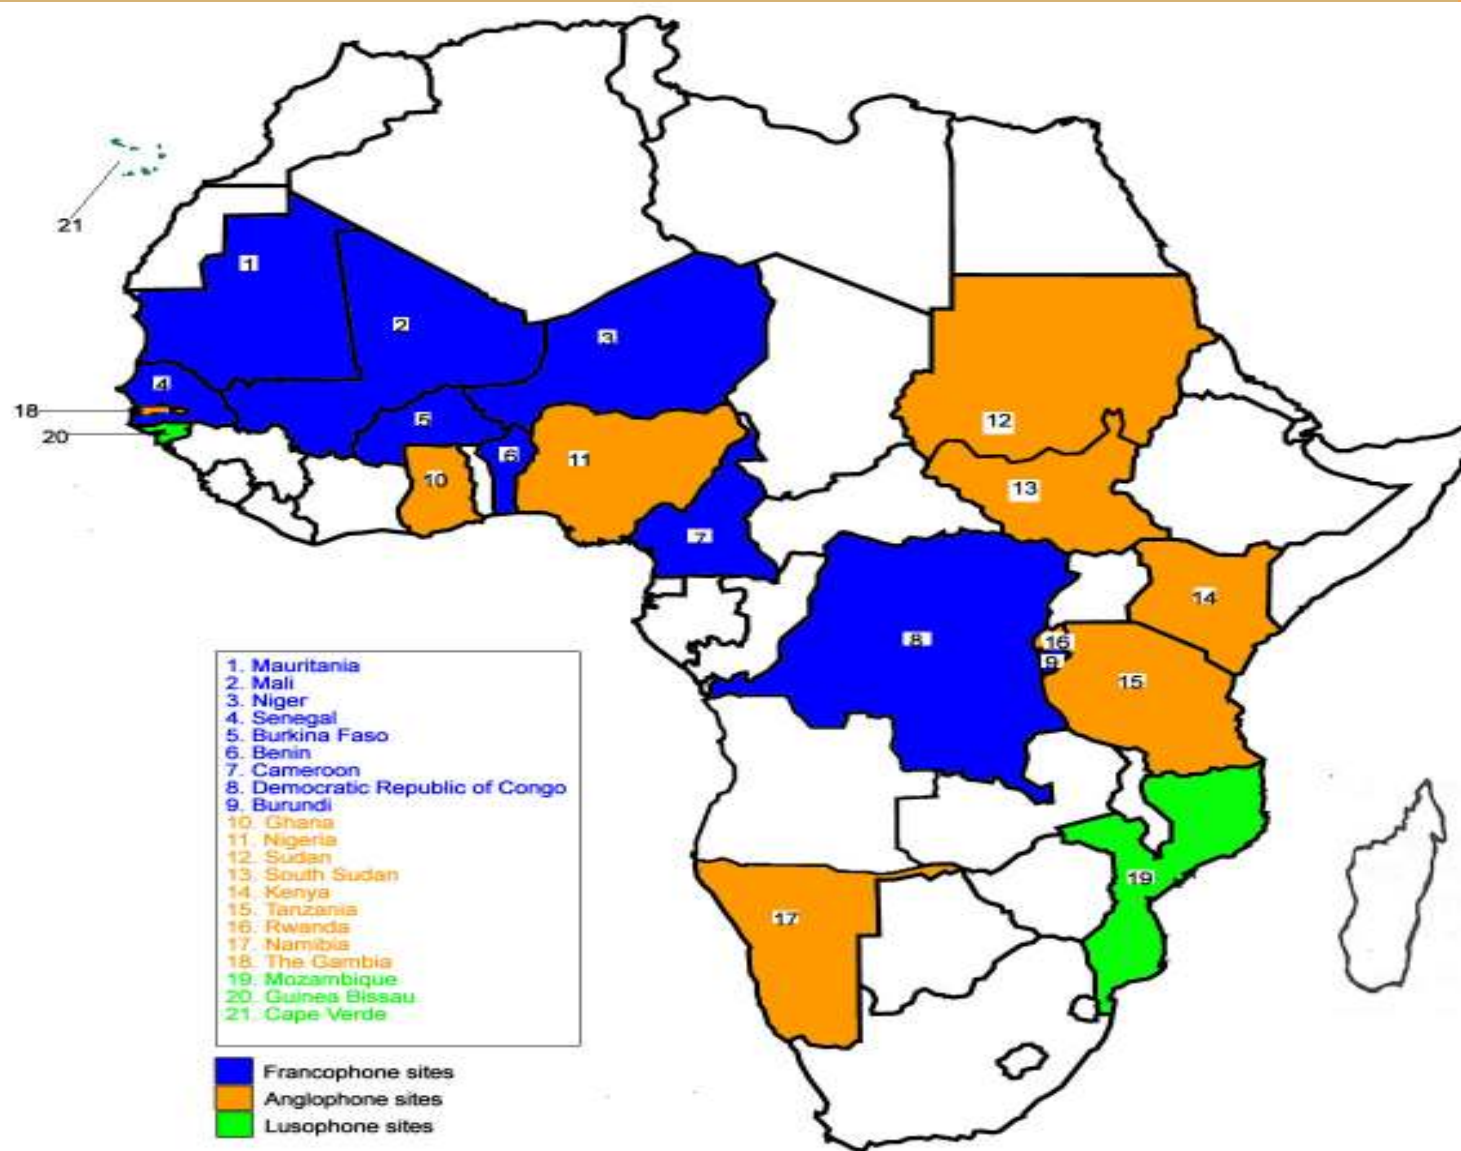 21
1
2
3
4
18
20
5
6
10
11
7
12
13
14
8
16
9
15
19
17
1. Mauritania
2. Mali
3. Niger
4. Senegal
5. Burkina Faso
6. Benin
7. Cameroon
8. Democratic Republic of Congo
9. Burundi
10. Ghana
11. Nigeria
12. Sudan
13. South Sudan
14. Kenya
15. Tanzania
16. Rwanda
17. Namibia
18. The Gambia
19. Mozambique
20. Guinea Bissau
21. Cape Verde
Francophone sites
Anglophone sites
Lusophone sites